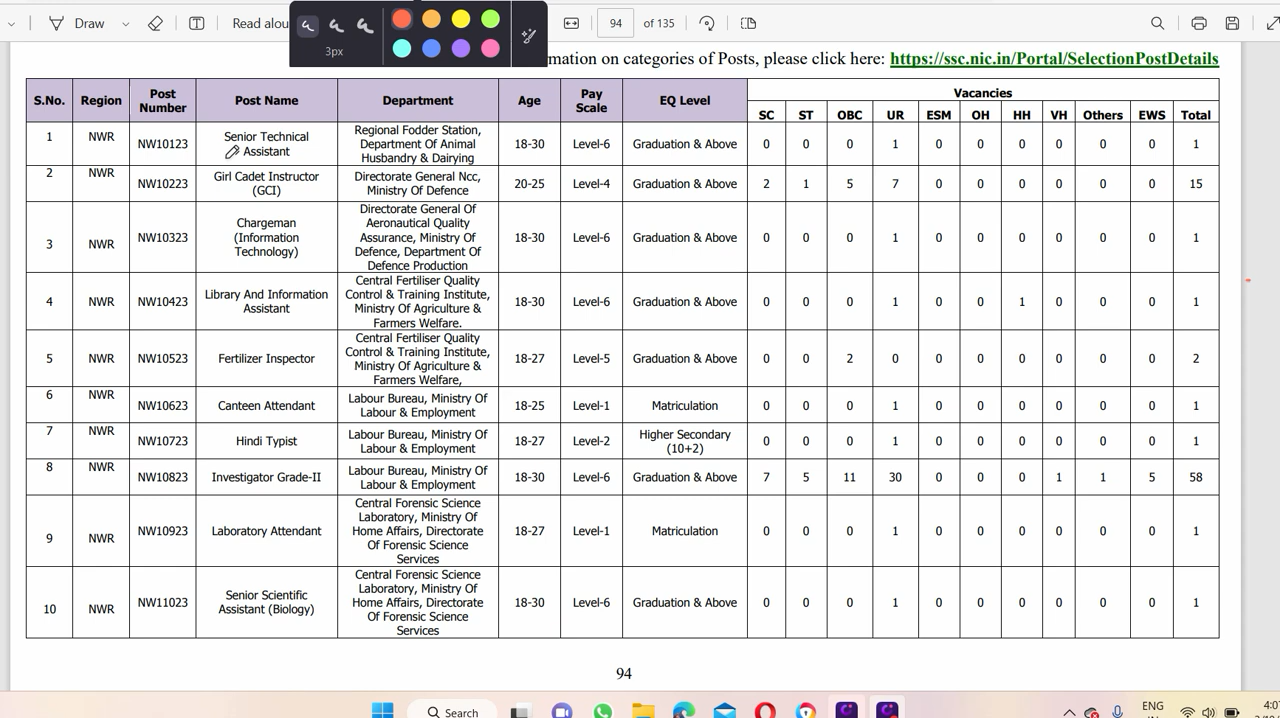 Draw
Read alou
3px
94 of 135
mation on categories of Posts, please click here: https://ssc.nic.in/Portal/SelectionPostDetails
S.No. Region Post Number Post Name Department Age Pay Scale EQ Level Vacancies
SC ST OBC UR ESM OH HH VH Others EWS Total
1 NWR NW10123 Senior Technical Assistant Regional Fodder Station, Department Of Animal Husbandry & Dairying 18-30 Level-6 Graduation & Above 0 0 0 1 0 0 0 0 0 0 1
2 NWR NW10223 Girl Cadet Instructor (GCI) Directorate General Ncc, Ministry Of Defence 20-25 Level-4 Graduation & Above 2 1 5 7 0 0 0 0 0 0 15
3 NWR NW10323 Chargeman (Information Technology) Directorate General Of Aeronautical Quality Assurance, Ministry Of Defence, Department Of Defence Production 18-30 Level-6 Graduation & Above 0 0 0 1 0 0 0 0 0 0 1
4 NWR NW10423 Library And Information Assistant Central Fertiliser Quality Control & Training Institute, Ministry Of Agriculture & Farmers Welfare. 18-30 Level-6 Graduation & Above 0 0 0 1 0 0 1 0 0 0 1
5 NWR NW10523 Fertilizer Inspector Central Fertiliser Quality Control & Training Institute, Ministry Of Agriculture & Farmers Welfare, 18-27 Level-5 Graduation & Above 0 0 2 0 0 0 0 0 0 0 2
6 NWR NW10623 Canteen Attendant Labour Bureau, Ministry Of Labour & Employment 18-25 Level-1 Matriculation 0 0 0 1 0 0 0 0 0 0 1
7 NWR NW10723 Hindi Typist Labour Bureau, Ministry Of Labour & Employment 18-27 Level-2 Higher Secondary (10+2) 0 0 0 1 0 0 0 0 0 0 1
8 NWR NW10823 Investigator Grade-II Labour Bureau, Ministry Of Labour & Employment 18-30 Level-6 Graduation & Above 7 5 11 30 0 0 0 1 1 5 58
9 NWR NW10923 Laboratory Attendant Central Forensic Science Laboratory, Ministry Of Home Affairs, Directorate Of Forensic Science Services 18-27 Level-1 Matriculation 0 0 0 1 0 0 0 0 0 0 1
10 NWR NW11023 Senior Scientific Assistant (Biology) Central Forensic Science Laboratory, Ministry Of Home Affairs, Directorate Of Forensic Science Services 18-30 Level-6 Graduation & Above 0 0 0 1 0 0 0 0 0 0 1
94
Search
ENG
4:0